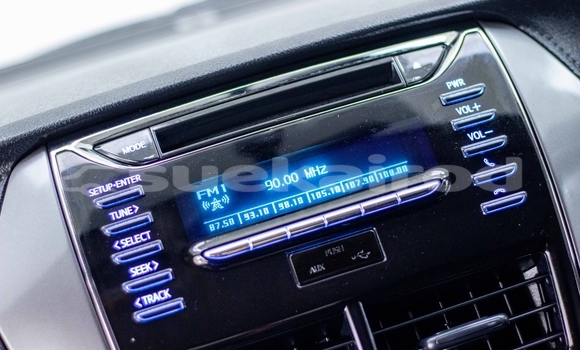 MODE
PWR
VOL+
VOL−
SETUP·ENTER
TUNE>
<SELECT
SEEK>
<TRACK
FM1 90.00 MHz
87.50 | 93.10 | 98.10 | 105.10 | 107.30 | 108.00
PUSH
AUX
suekairod